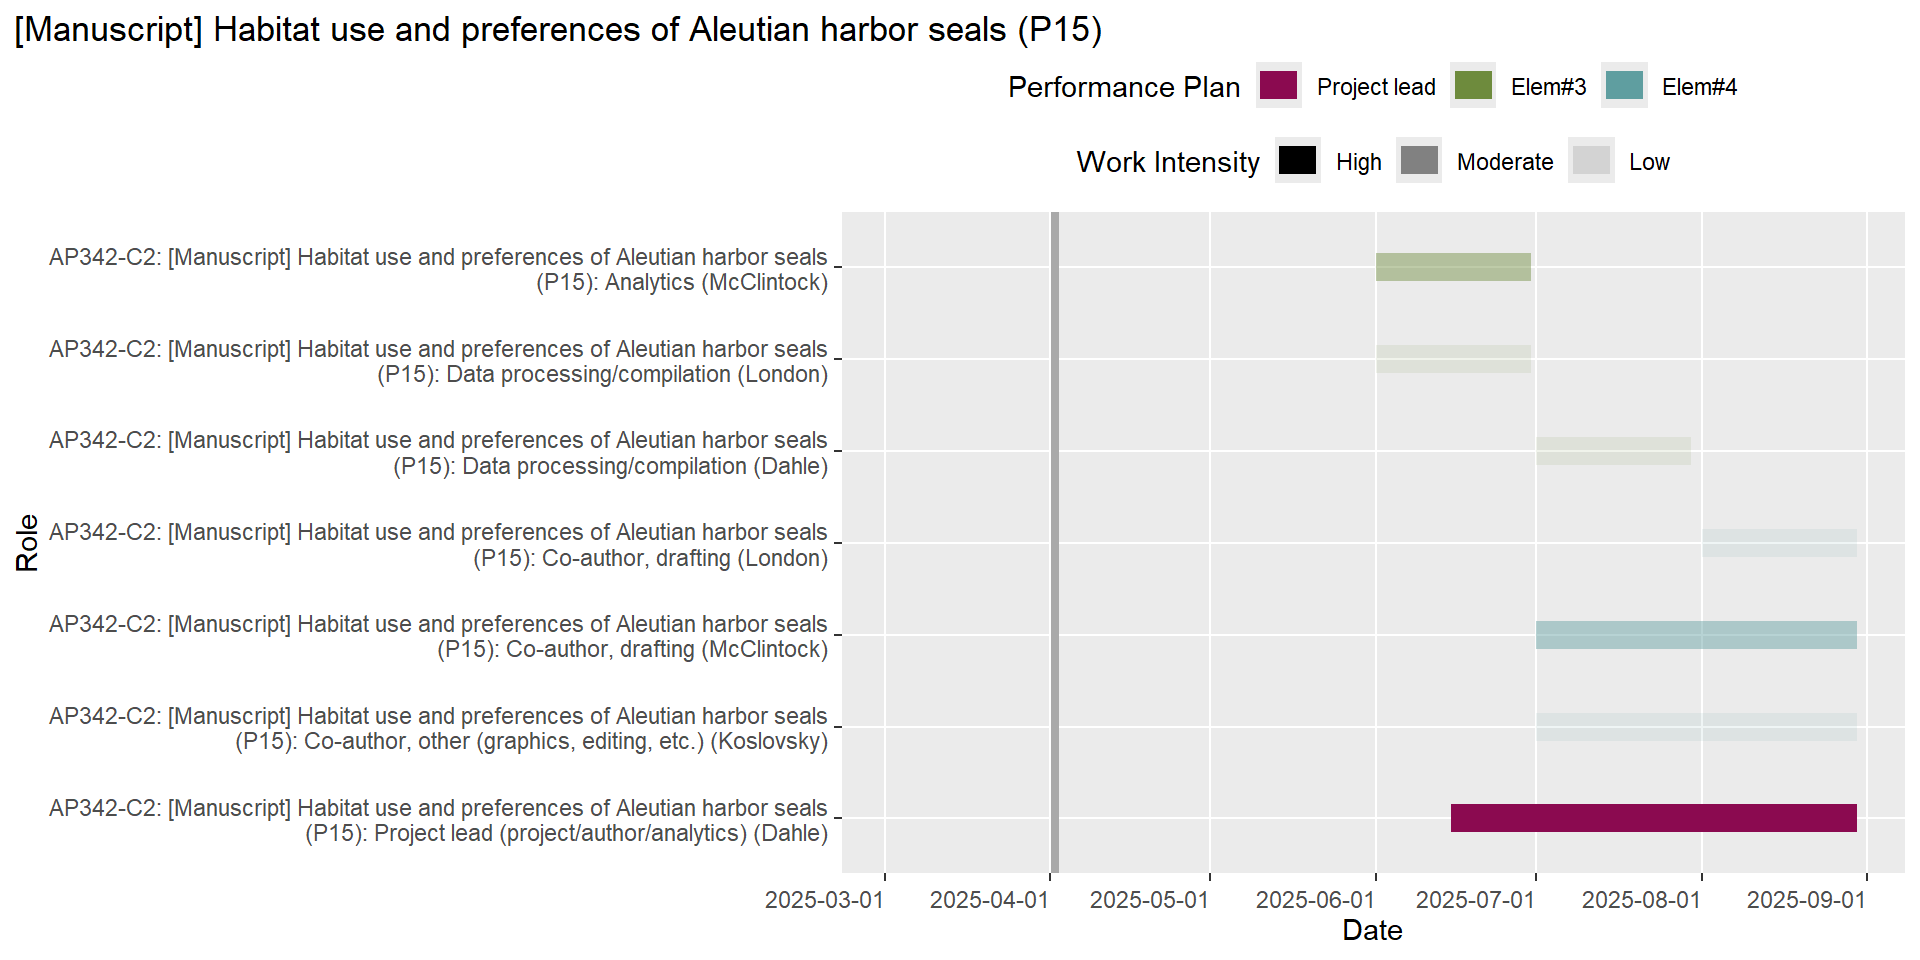 [Manuscript] Habitat use and preferences of Aleutian harbor seals (P15)
Performance Plan Project lead Elem#3 Elem#4
Work Intensity High Moderate Low
AP342-C2: [Manuscript] Habitat use and preferences of Aleutian harbor seals
(P15): Analytics (McClintock)
AP342-C2: [Manuscript] Habitat use and preferences of Aleutian harbor seals
(P15): Data processing/compilation (London)
AP342-C2: [Manuscript] Habitat use and preferences of Aleutian harbor seals
(P15): Data processing/compilation (Dahle)
AP342-C2: [Manuscript] Habitat use and preferences of Aleutian harbor seals
(P15): Co-author, drafting (London)
AP342-C2: [Manuscript] Habitat use and preferences of Aleutian harbor seals
(P15): Co-author, drafting (McClintock)
AP342-C2: [Manuscript] Habitat use and preferences of Aleutian harbor seals
(P15): Co-author, other (graphics, editing, etc.) (Koslovsky)
AP342-C2: [Manuscript] Habitat use and preferences of Aleutian harbor seals
(P15): Project lead (project/author/analytics) (Dahle)
Role
2025-03-01 2025-04-01 2025-05-01 2025-06-01 2025-07-01 2025-08-01 2025-09-01
Date